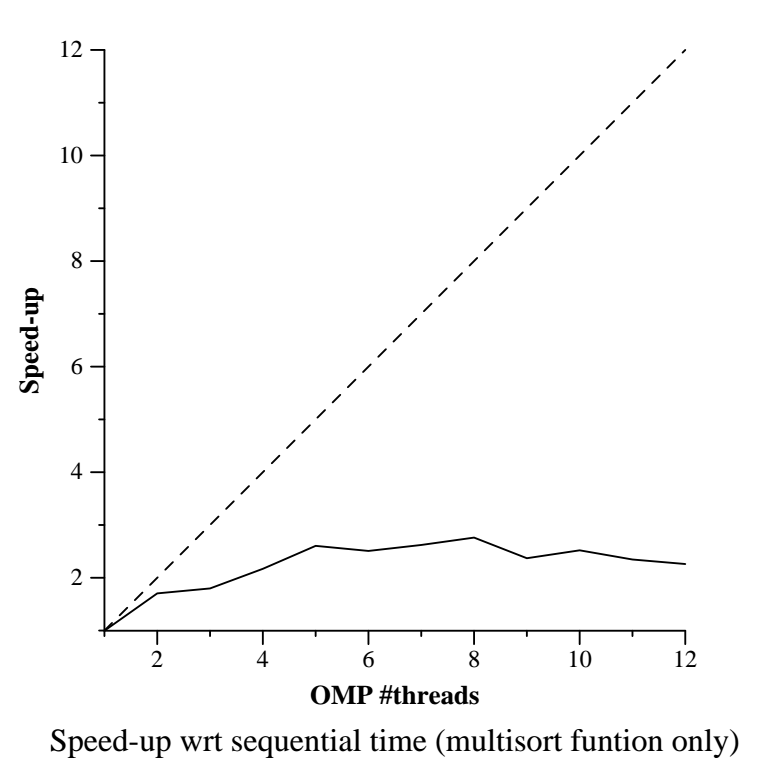 12
10
8
6
4
2
Speed-up
2 4 6 8 10 12
OMP #threads
Speed-up wrt sequential time (multisort funtion only)